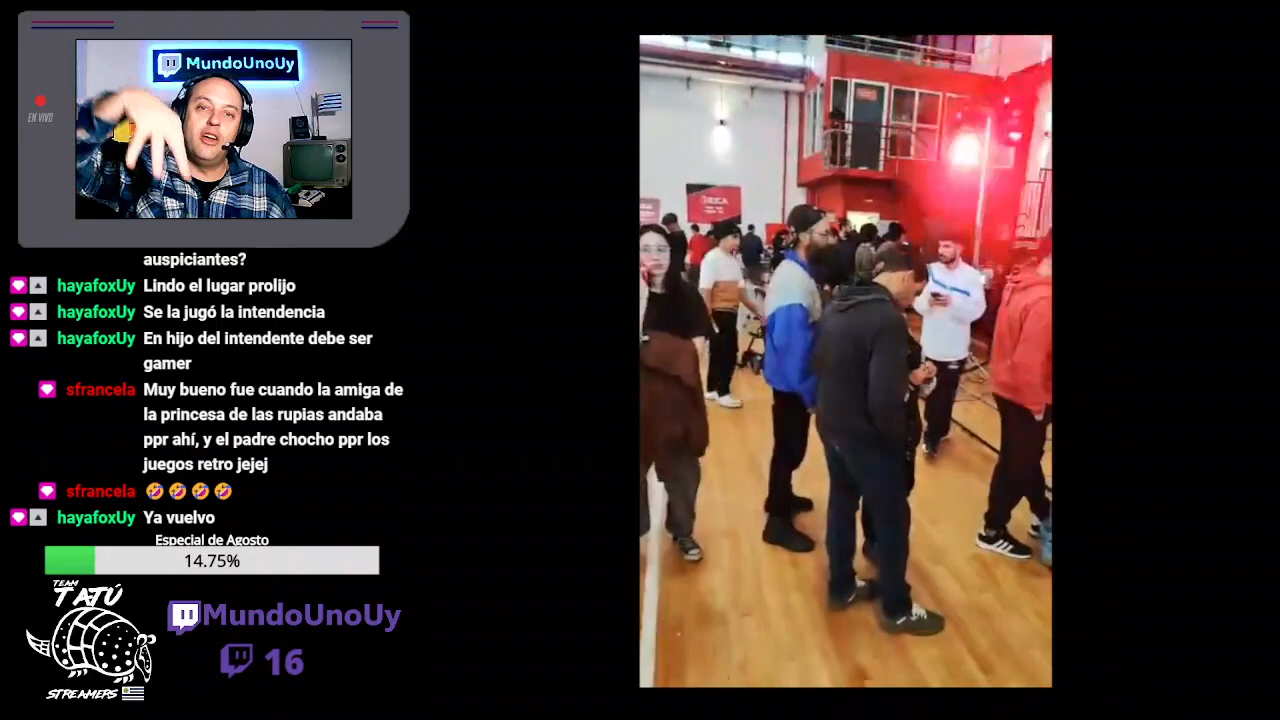 MundoUnoUy
EN VIVO
auspiciantes?
hayafoxUy Lindo el lugar prolijo
hayafoxUy Se la jugó la intendencia
hayafoxUy En hijo del intendente debe ser
gamer
sfrancela Muy bueno fue cuando la amiga de
la princesa de las rupias andaba
ppr ahí, y el padre chocho ppr los
juegos retro jejej
sfrancela 🤣🤣🤣🤣
hayafoxUy Ya vuelvo
Especial de Agosto
14.75%
TEAM
TATÚ
STREAMERS
MundoUnoUy
16